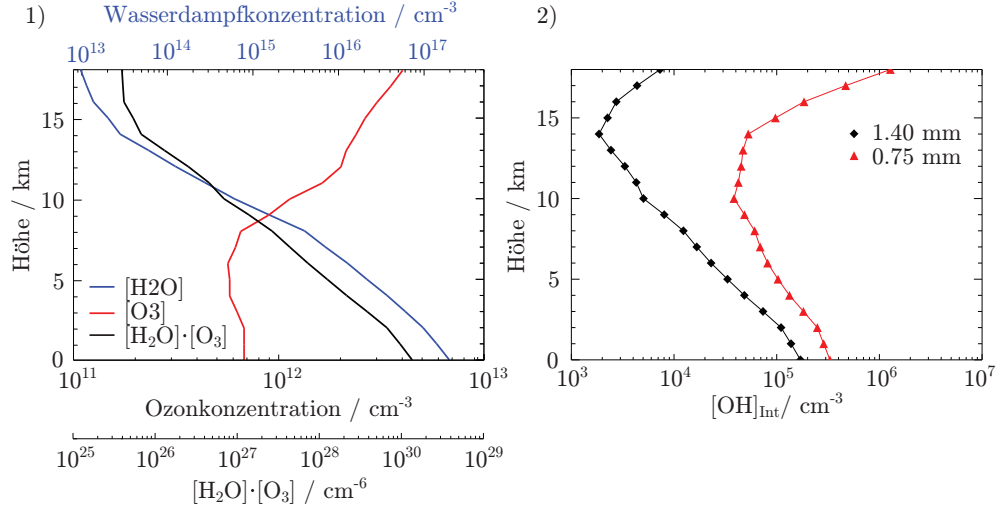 1)
Wasserdampfkonzentration / cm⁻³
10¹³ 10¹⁴ 10¹⁵ 10¹⁶ 10¹⁷
15
10
5
0
Höhe / km
[H2O]
[O3]
[H₂O]·[O₃]
10¹¹ 10¹² 10¹³
Ozonkonzentration / cm⁻³
10²⁵ 10²⁶ 10²⁷ 10²⁸ 10³⁰ 10²⁹
[H₂O]·[O₃] / cm⁻⁶
2)
15
10
5
0
Höhe / km
1.40 mm
0.75 mm
10³ 10⁴ 10⁵ 10⁶ 10⁷
[OH]Int/ cm⁻³